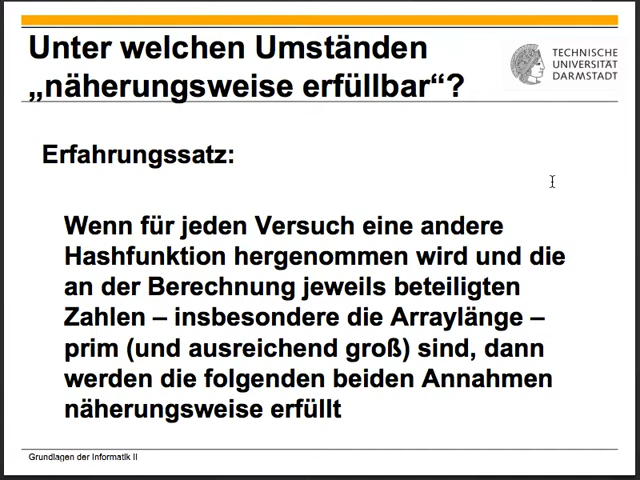 Unter welchen Umständen
„näherungsweise erfüllbar“?
TECHNISCHE
UNIVERSITÄT
DARMSTADT
Erfahrungssatz:
Wenn für jeden Versuch eine andere
Hashfunktion hergenommen wird und die
an der Berechnung jeweils beteiligten
Zahlen – insbesondere die Arraylänge –
prim (und ausreichend groß) sind, dann
werden die folgenden beiden Annahmen
näherungsweise erfüllt
Grundlagen der Informatik II